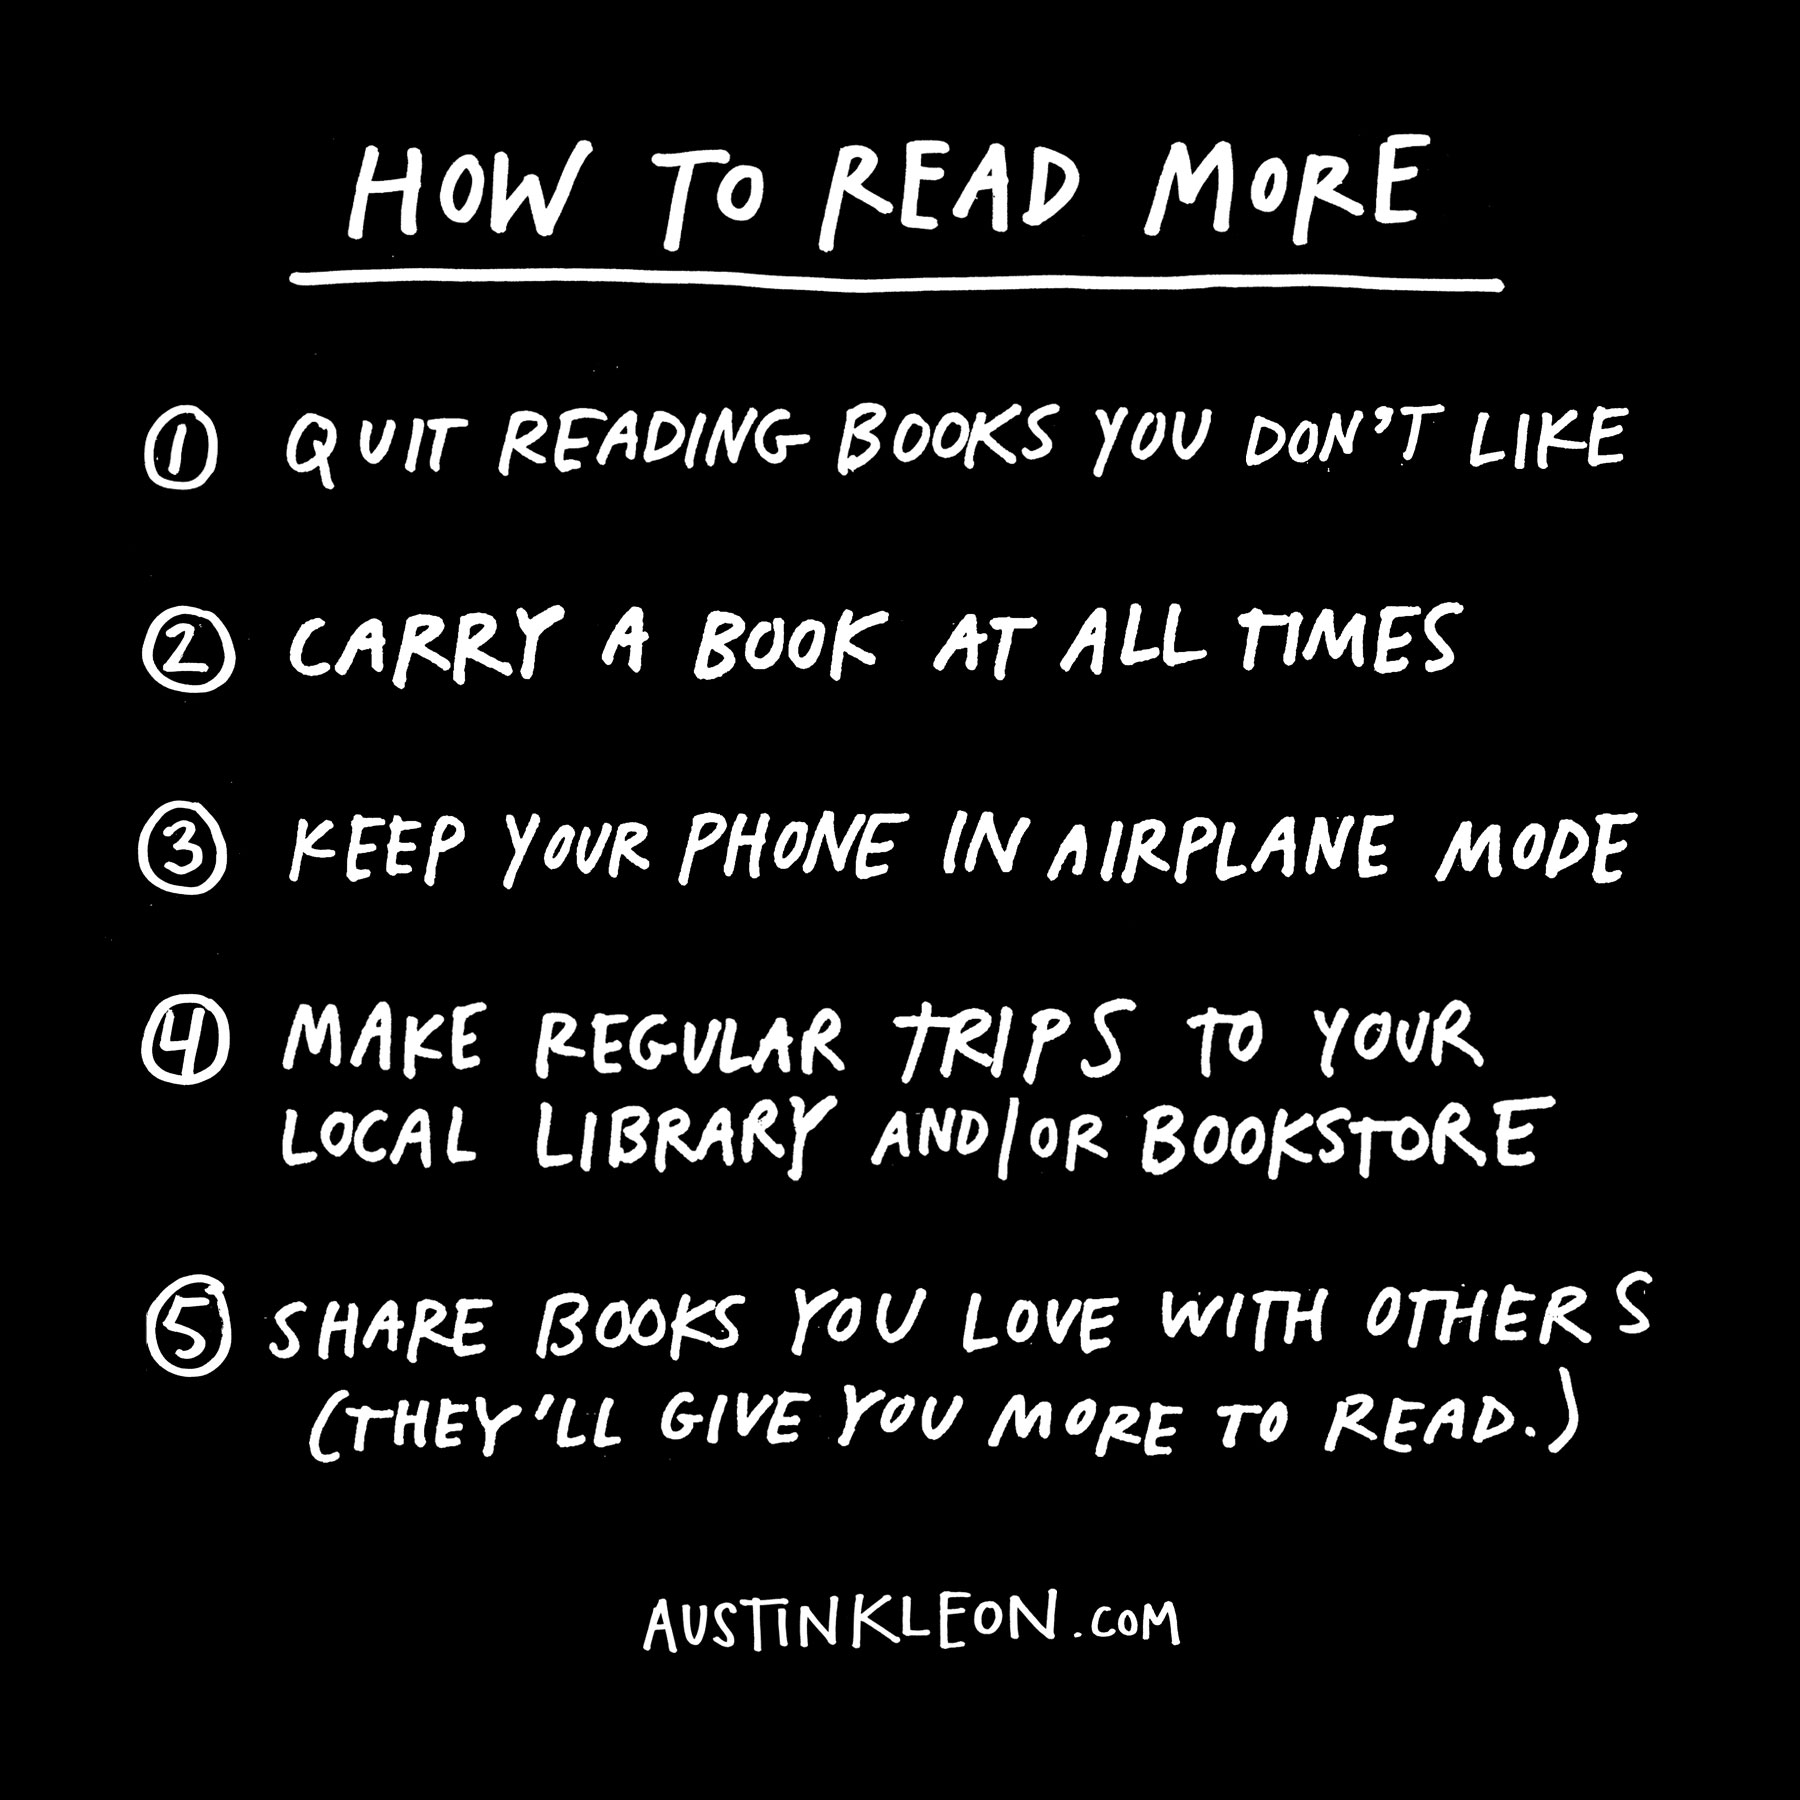 HOW TO READ MORE
1 QUIT READING BOOKS YOU DON'T LIKE
2 CARRY A BOOK AT ALL TIMES
3 KEEP YOUR PHONE IN AIRPLANE MODE
4 MAKE REGULAR TRIPS TO YOUR
LOCAL LIBRARY AND/OR BOOKSTORE
5 SHARE BOOKS YOU LOVE WITH OTHERS
(THEY'LL GIVE YOU MORE TO READ.)
AUSTINKLEON.COM